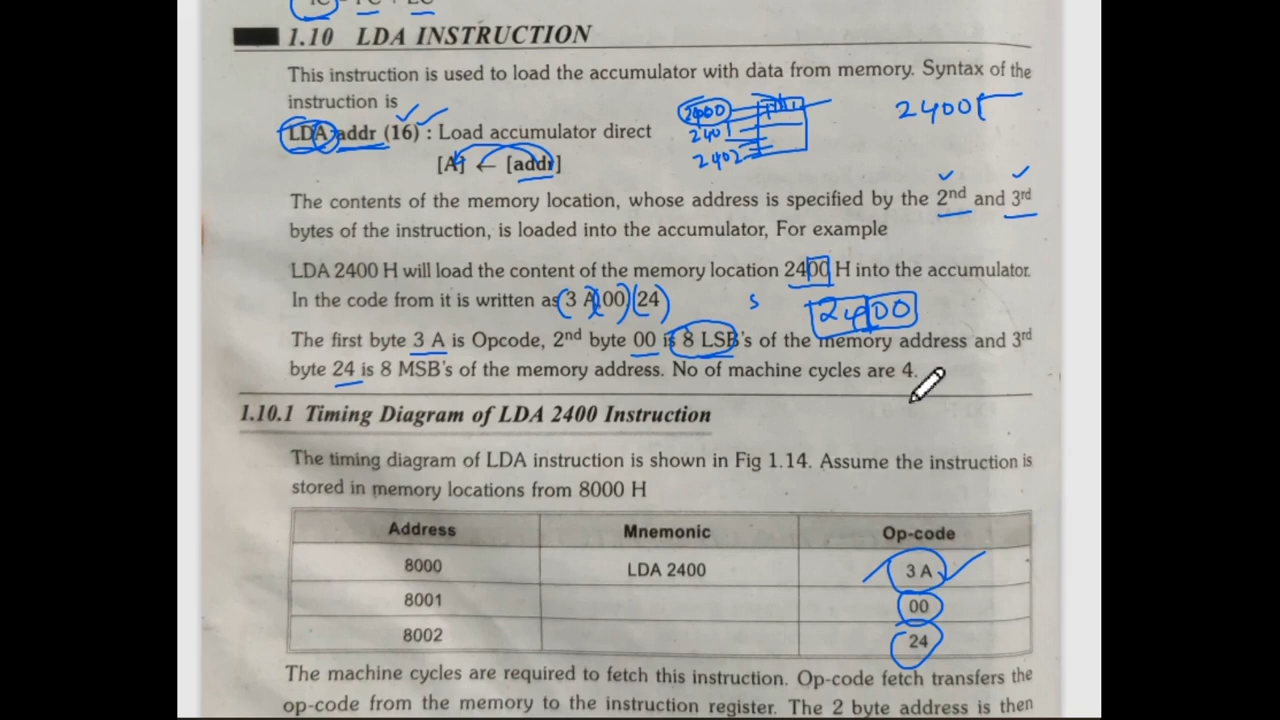 IC = FC + EC
1.10 LDA INSTRUCTION
This instruction is used to load the accumulator with data from memory. Syntax of the
instruction is
2400
2400
LDA addr (16) : Load accumulator direct
2401
2402
[A] ← [addr]
The contents of the memory location, whose address is specified by the 2nd and 3rd
bytes of the instruction, is loaded into the accumulator, For example
LDA 2400 H will load the content of the memory location 2400 H into the accumulator.
In the code from it is written as 3 A 00 24
s
2400
The first byte 3 A is Opcode, 2nd byte 00 is 8 LSB's of the memory address and 3rd
byte 24 is 8 MSB's of the memory address. No of machine cycles are 4.
1.10.1 Timing Diagram of LDA 2400 Instruction
The timing diagram of LDA instruction is shown in Fig 1.14. Assume the instruction is
stored in memory locations from 8000 H
Address Mnemonic Op-code
8000 LDA 2400 3 A
8001 00
8002 24
The machine cycles are required to fetch this instruction. Op-code fetch transfers the
op-code from the memory to the instruction register. The 2 byte address is then